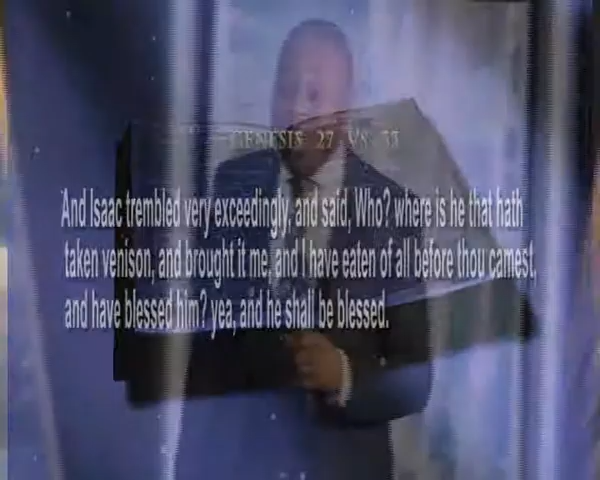 GENESIS 27 VS 33
And Isaac trembled very exceedingly, and said, Who? where is he that hath
taken venison, and brought it me, and I have eaten of all before thou camest,
and have blessed him? yea, and he shall be blessed.